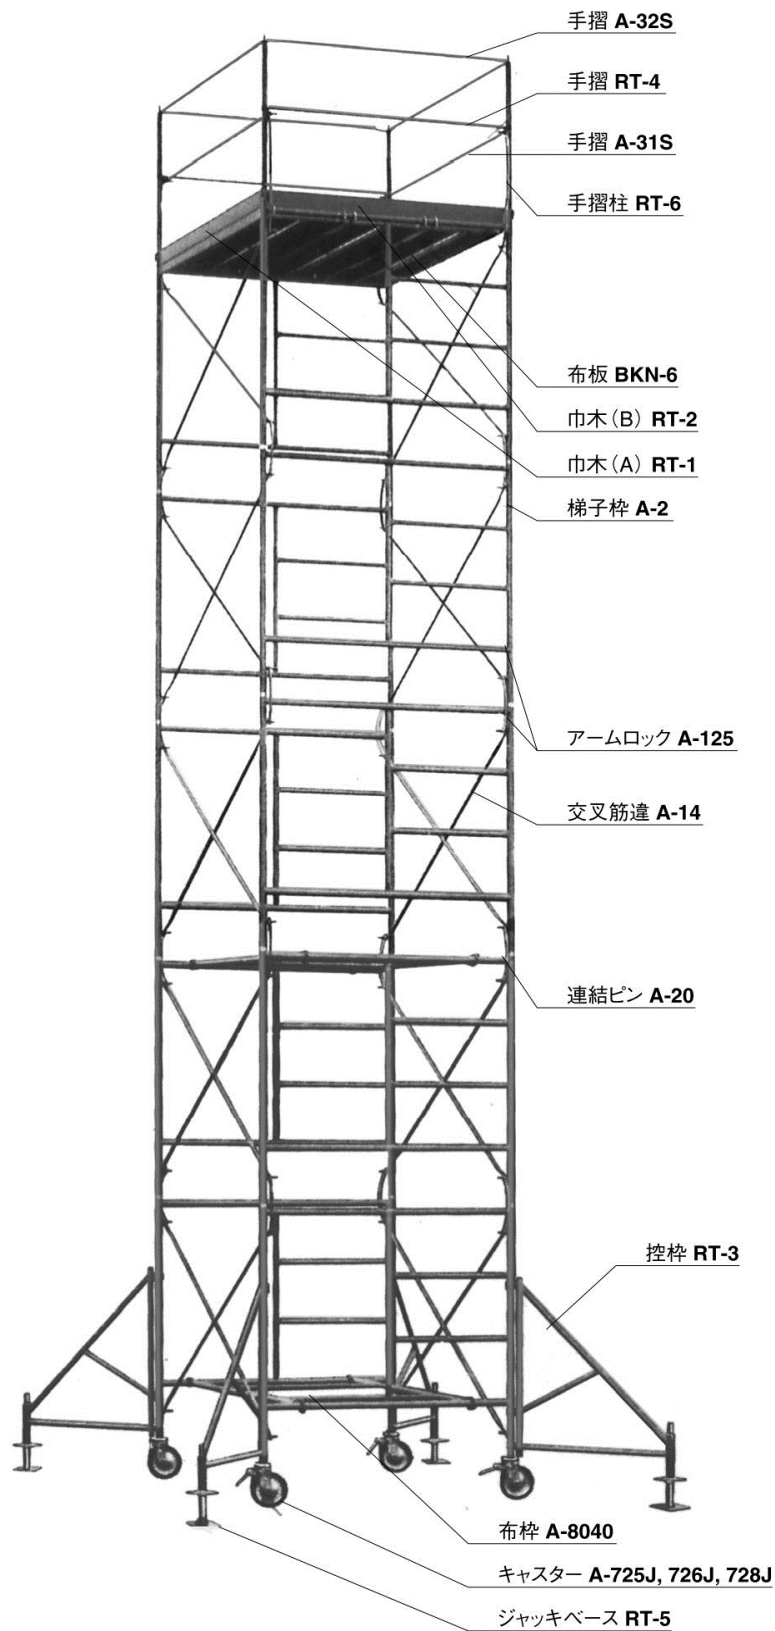 手摺 A-32S
手摺 RT-4
手摺 A-31S
手摺柱 RT-6
布板 BKN-6
巾木（B） RT-2
巾木（A） RT-1
梯子枠 A-2
アームロック A-125
交叉筋違 A-14
連結ピン A-20
控枠 RT-3
布枠 A-8040
キャスター A-725J, 726J, 728J
ジャッキベース RT-5